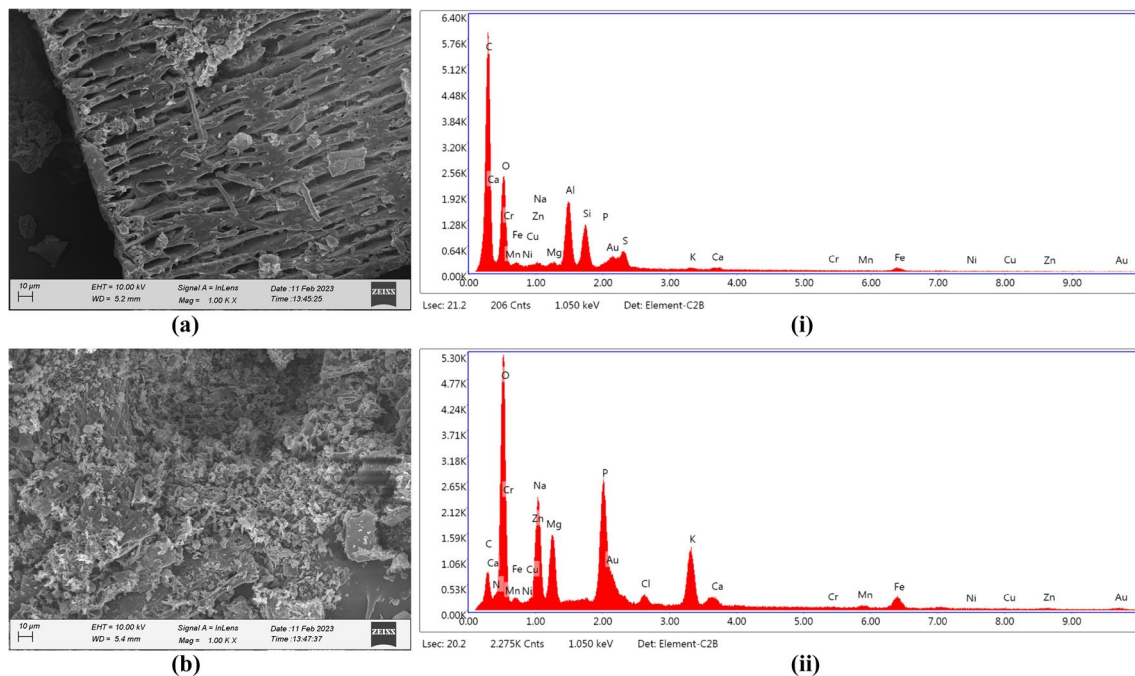 10 µm
EHT = 10.00 kV
WD = 5.2 mm
Signal A = InLens
Mag = 1.00 K X
Date :11 Feb 2023
Time :13:45:25
ZEISS
(a)
6.40K
5.76K
5.12K
4.48K
3.84K
3.20K
2.56K
1.92K
1.28K
0.64K
0.00K
C
Ca
O
Cr
Fe
Mn
Ni
Cu
Na
Zn
Mg
Al
Si
P
Au
S
K
Ca
Cr
Mn
Fe
Ni
Cu
Zn
Au
0.00 1.00 2.00 3.00 4.00 5.00 6.00 7.00 8.00 9.00
Lsec: 21.2 206 Cnts 1.050 keV Det: Element-C2B
(i)
10 µm
EHT = 10.00 kV
WD = 5.4 mm
Signal A = InLens
Mag = 1.00 K X
Date :11 Feb 2023
Time :13:47:37
ZEISS
(b)
5.30K
4.77K
4.24K
3.71K
3.18K
2.65K
2.12K
1.59K
1.06K
0.53K
0.00K
C
Ca
N
O
Cr
Fe
Mn
Ni
Cu
Na
Zn
Mg
P
Au
Cl
K
Ca
Cr
Mn
Fe
Ni
Cu
Zn
Au
0.00 1.00 2.00 3.00 4.00 5.00 6.00 7.00 8.00 9.00
Lsec: 20.2 2.275K Cnts 1.050 keV Det: Element-C2B
(ii)